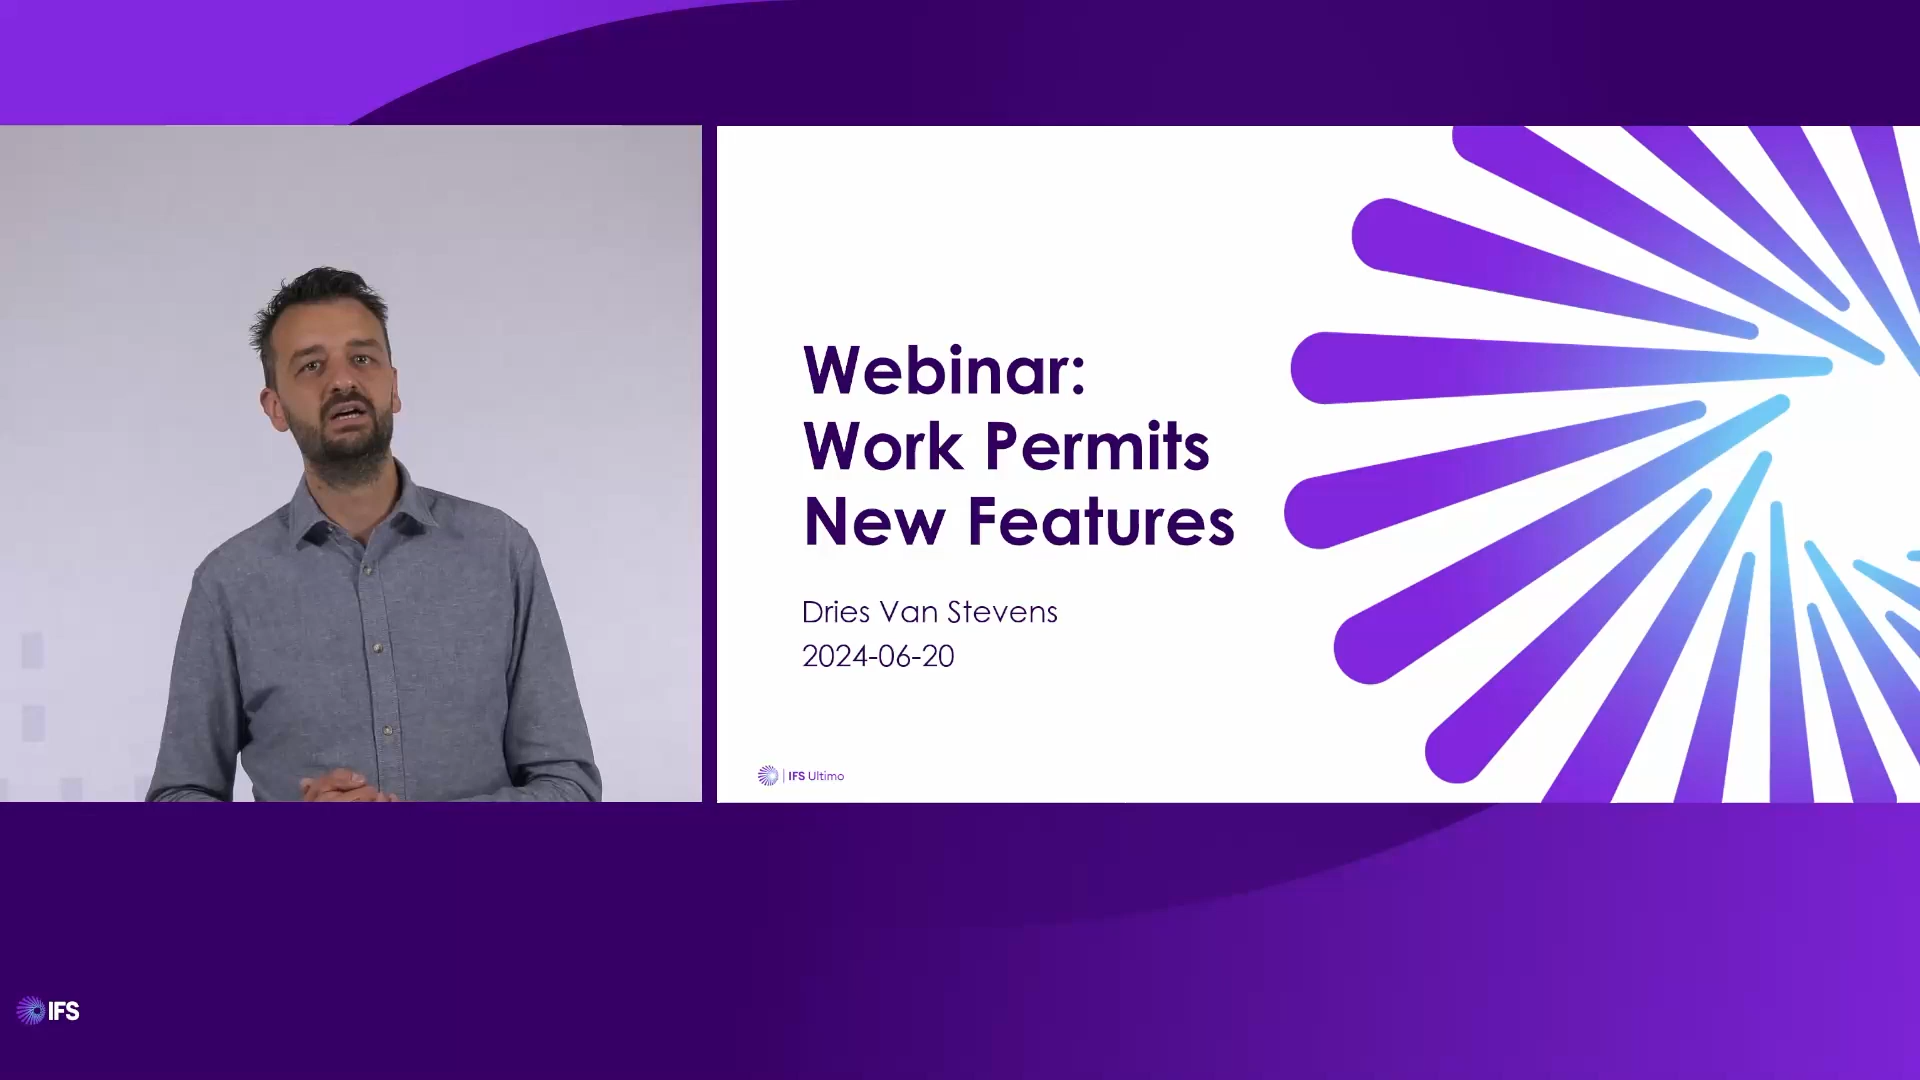 Webinar:
Work Permits
New Features
Dries Van Stevens
2024-06-20
IFS Ultimo
IFS